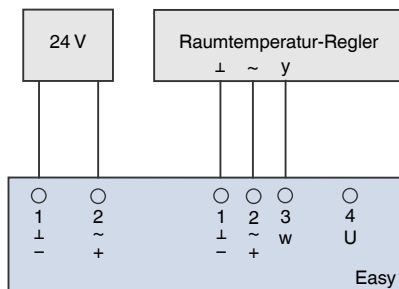 24 V
Raumtemperatur-Regler
⊥ ~ y
1 2 1 2 3 4
⊥ ~ ⊥ ~ w U
− + − +
Easy